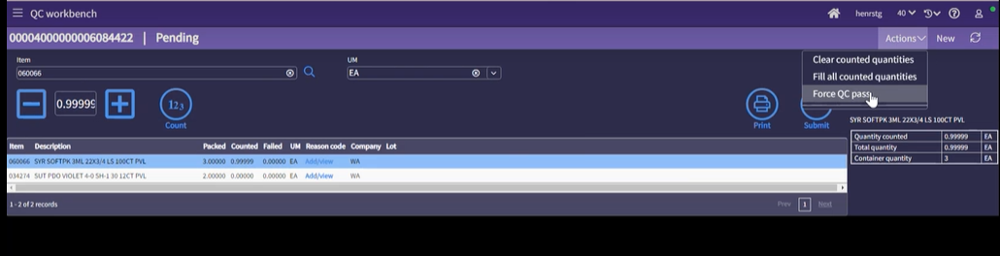 QC workbench
henrstg 40
00004000000006084422 | Pending
Actions New
Item UM
060066 EA
Clear counted quantities
Fill all counted quantities
Force QC pass
0.99999
123
Count Print Submit
SYR SOFTPK 3ML 22X3/4 LS 100CT PVL
Quantity counted 0.99999 EA
Total quantity 0.99999 EA
Container quantity 3 EA
Item Description Packed Counted Failed UM Reason code Company Lot
060066 SYR SOFTPK 3ML 22X3/4 LS 100CT PVL 3.00000 0.99999 0.00000 EA Add/view WA
034274 SUT PDO VIOLET 4-0 SH-1 30 12CT PVL 2.00000 0.00000 0.00000 EA Add/view WA
1 - 2 of 2 records
Prev 1 Next